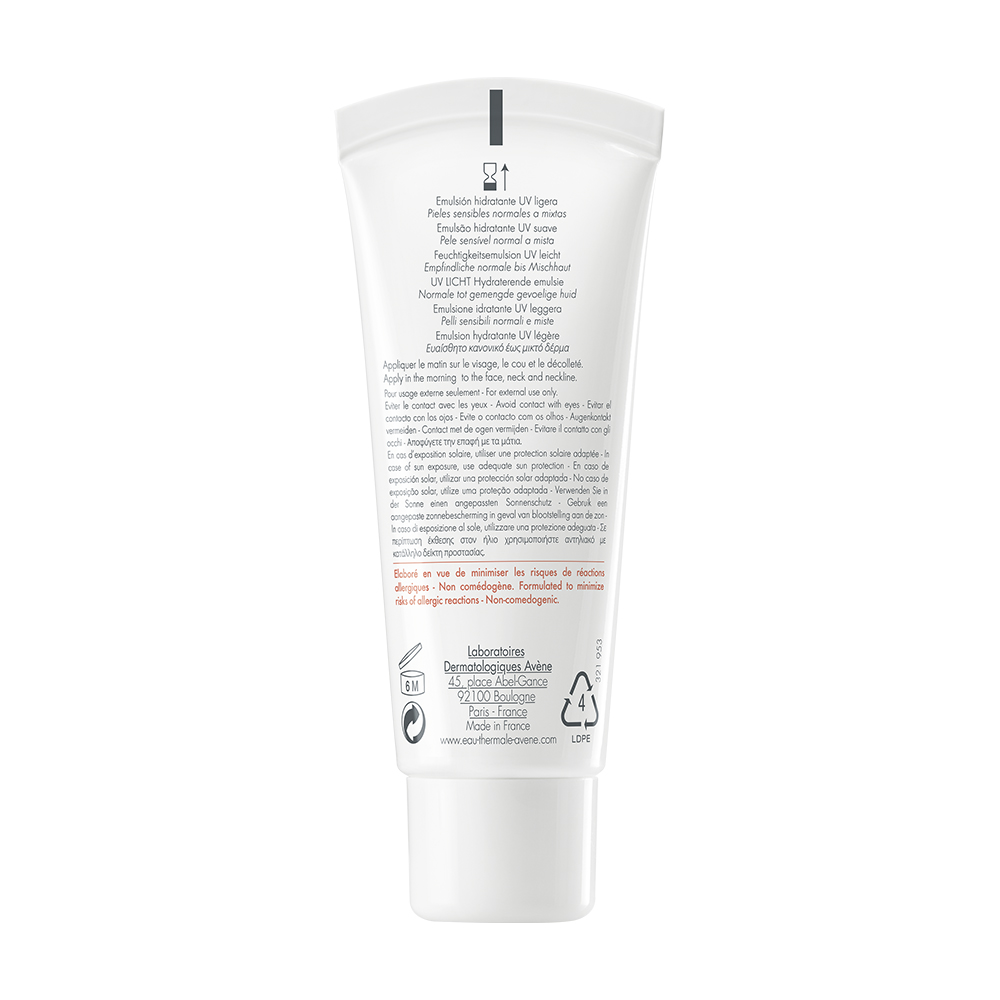 Emulsión hidratante UV ligera
Pieles sensibles normales a mixtas
Emulsão hidratante UV suave
Pele sensível normal a mista
Feuchtigkeitsemulsion UV leicht
Empfindliche normale bis Mischhaut
UV LICHT Hydraterende emulsie
Normale tot gemengde gevoelige huid
Emulsione idratante UV leggera
Pelli sensibili normali e miste
Emulsion hydratante UV légère
Ευαίσθητο κανονικό έως μικτό δέρμα
Appliquer le matin sur le visage, le cou et le décolleté.
Apply in the morning to the face, neck and neckline.
Pour usage externe seulement - For external use only.
Eviter le contact avec les yeux - Avoid contact with eyes - Evitar el
contacto con los ojos - Evite o contacto com os olhos - Augenkontakt
vermeiden - Contact met de ogen vermijden - Evitare il contatto con gli
occhi - Αποφύγετε την επαφή με τα μάτια.
En cas d'exposition solaire, utiliser une protection solaire adaptée - In
case of sun exposure, use adequate sun protection - En caso de
exposición solar, utilizar una protección solar adaptada - No caso de
exposição solar, utilize uma proteção adaptada - Verwenden Sie in
der Sonne einen angepassten Sonnenschutz - Gebruik een
aangepaste zonnebescherming in geval van blootstelling aan de zon -
In caso di esposizione al sole, utilizzare una protezione adeguata - Σε
περίπτωση έκθεσης στον ήλιο χρησιμοποιήστε αντηλιακό με
κατάλληλο δείκτη προστασίας.
Elaboré en vue de minimiser les risques de réactions
allergiques - Non comédogène. Formulated to minimize
risks of allergic reactions - Non-comedogenic.
Laboratoires
Dermatologiques Avène
45, place Abel-Gance
92100 Boulogne
Paris - France
Made in France
www.eau-thermale-avene.com
6 M
321 953
4
LDPE